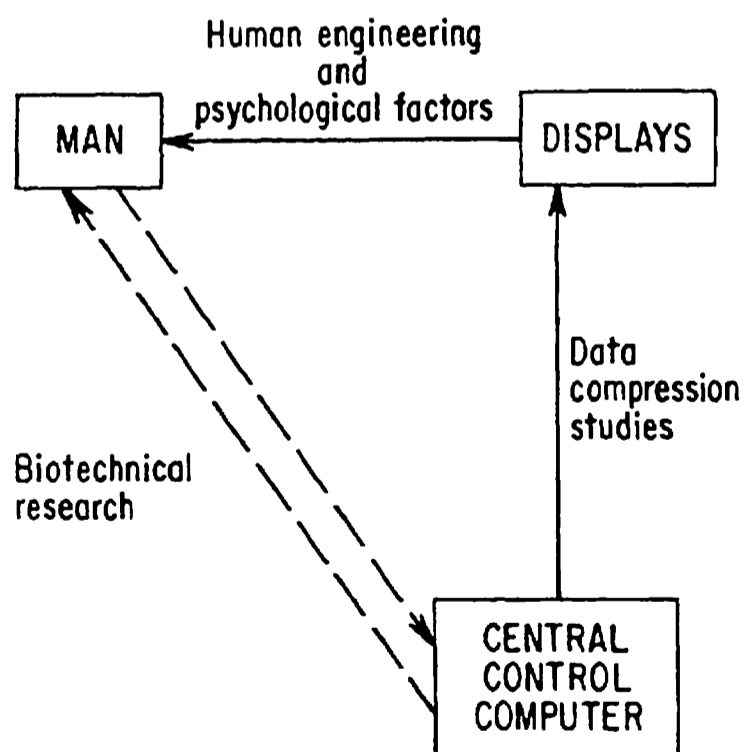 Human engineering
and
psychological factors
MAN
DISPLAYS
Data
compression
studies
Biotechnical
research
CENTRAL
CONTROL
COMPUTER